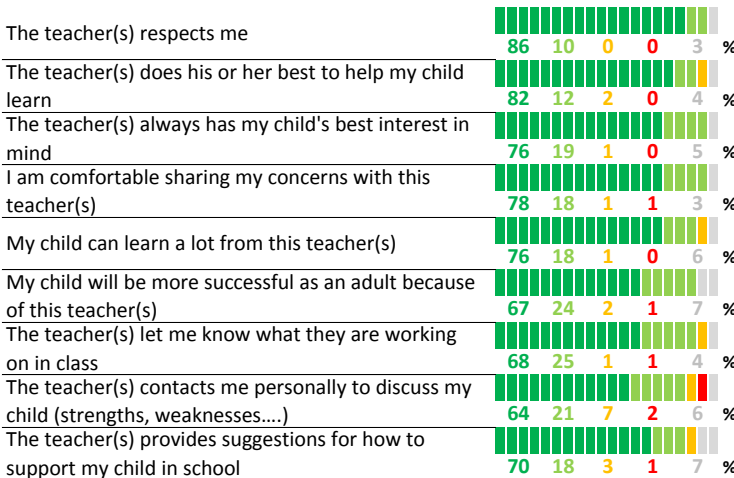 The teacher(s) respects me
86 10 0 0 3 %
The teacher(s) does his or her best to help my child
learn
82 12 2 0 4 %
The teacher(s) always has my child's best interest in
mind
76 19 1 0 5 %
I am comfortable sharing my concerns with this
teacher(s)
78 18 1 1 3 %
My child can learn a lot from this teacher(s)
76 18 1 0 6 %
My child will be more successful as an adult because
of this teacher(s)
67 24 2 1 7 %
The teacher(s) let me know what they are working
on in class
68 25 1 1 4 %
The teacher(s) contacts me personally to discuss my
child (strengths, weaknesses....)
64 21 7 2 6 %
The teacher(s) provides suggestions for how to
support my child in school
70 18 3 1 7 %